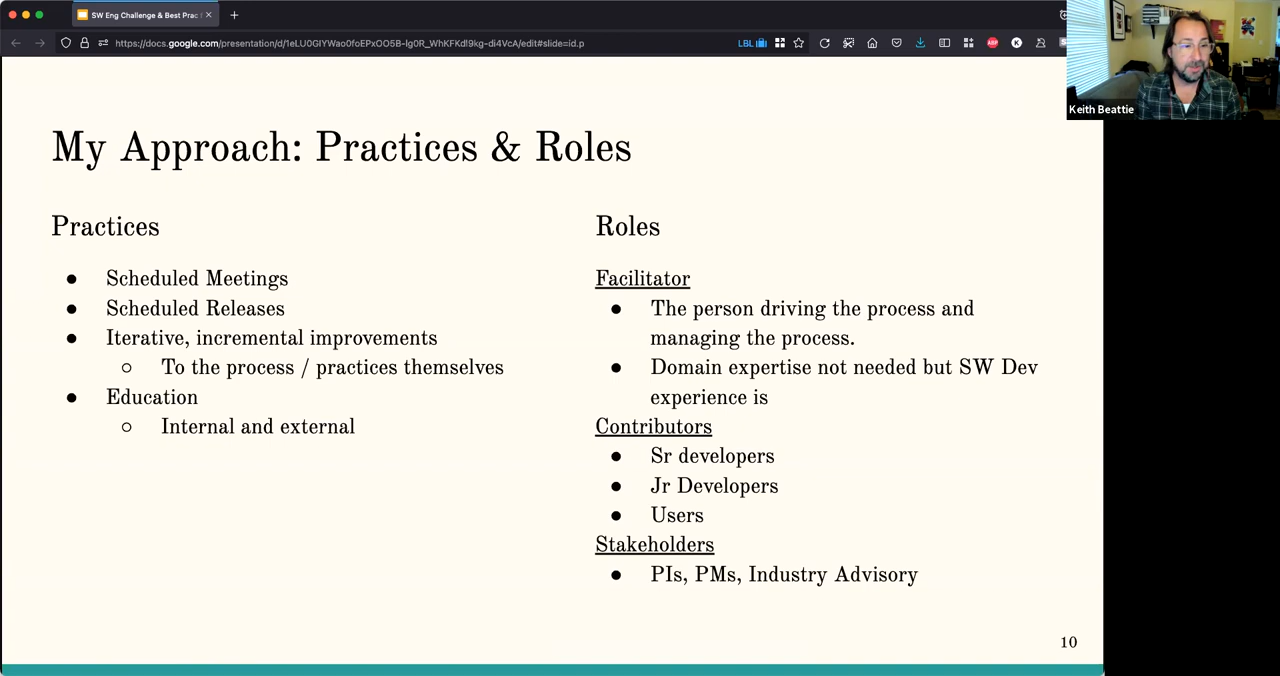 SW Eng Challenge & Best Prac
https://docs.google.com/presentation/d/1eLU0GIYWao0foEPxOO5B-Ig0R_WhKFKdl9kg-di4VcA/edit#slide=id.p
LBL
ABP
K
Keith Beattie
My Approach: Practices & Roles
Practices
● Scheduled Meetings
● Scheduled Releases
● Iterative, incremental improvements
○ To the process / practices themselves
● Education
○ Internal and external
Roles
Facilitator
● The person driving the process and
managing the process.
● Domain expertise not needed but SW Dev
experience is
Contributors
● Sr developers
● Jr Developers
● Users
Stakeholders
● PIs, PMs, Industry Advisory
10